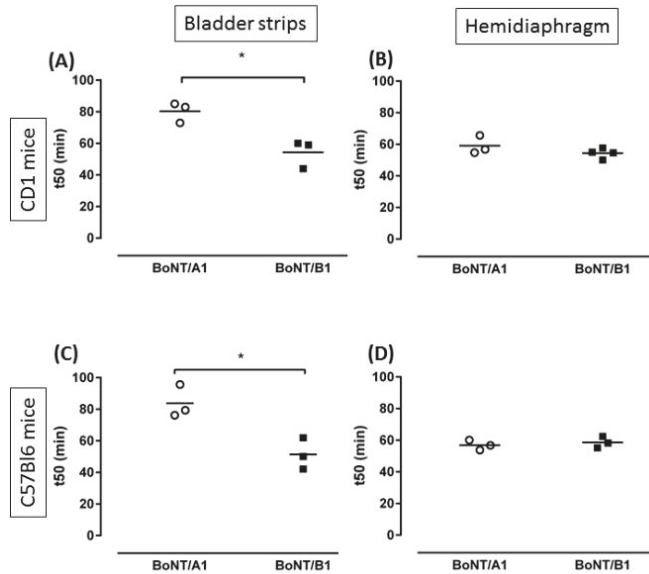 Bladder strips
Hemidiaphragm
CD1 mice
(A)
*
100
80
60
40
20
0
t50 (min)
BoNT/A1 BoNT/B1
(B)
100
80
60
40
20
0
t50 (min)
BoNT/A1 BoNT/B1
C57Bl6 mice
(C)
*
100
80
60
40
20
0
t50 (min)
BoNT/A1 BoNT/B1
(D)
100
80
60
40
20
0
t50 (min)
BoNT/A1 BoNT/B1